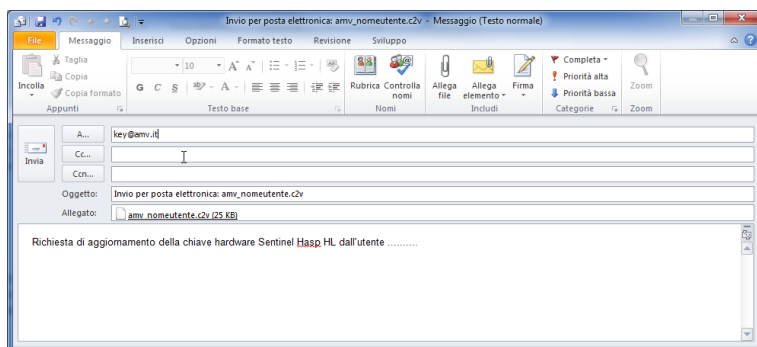 Invio per posta elettronica: amv_nomeutente.c2v - Messaggio (Testo normale)
File Messaggio Inserisci Opzioni Formato testo Revisione Sviluppo
Incolla
Taglia
Copia
Copia formato
Appunti
10
A A
G C S ab A
Testo base
Rubrica Controlla nomi
Nomi
Allega file
Allega elemento
Firma
Includi
Completa
Priorità alta
Priorità bassa
Categorie
Zoom
Zoom
Invia
A... key@amv.it
Cc...
Ccn...
Oggetto: Invio per posta elettronica: amv_nomeutente.c2v
Allegato: amv_nomeutente.c2v (25 KB)
Richiesta di aggiornamento della chiave hardware Sentinel Hasp HL dall'utente ..........